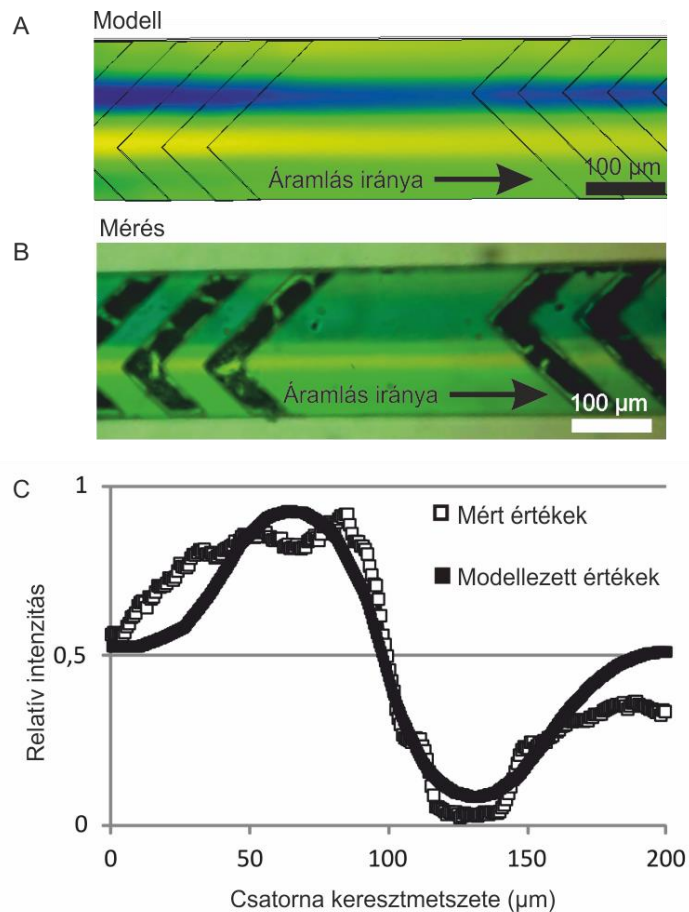 A
Modell
Áramlás iránya
100 µm
Mérés
B
Áramlás iránya
100 µm
C
1
Mért értékek
Modellezett értékek
0,5
Relatív intenzitás
0
0 50 100 150 200
Csatorna keresztmetszete (µm)